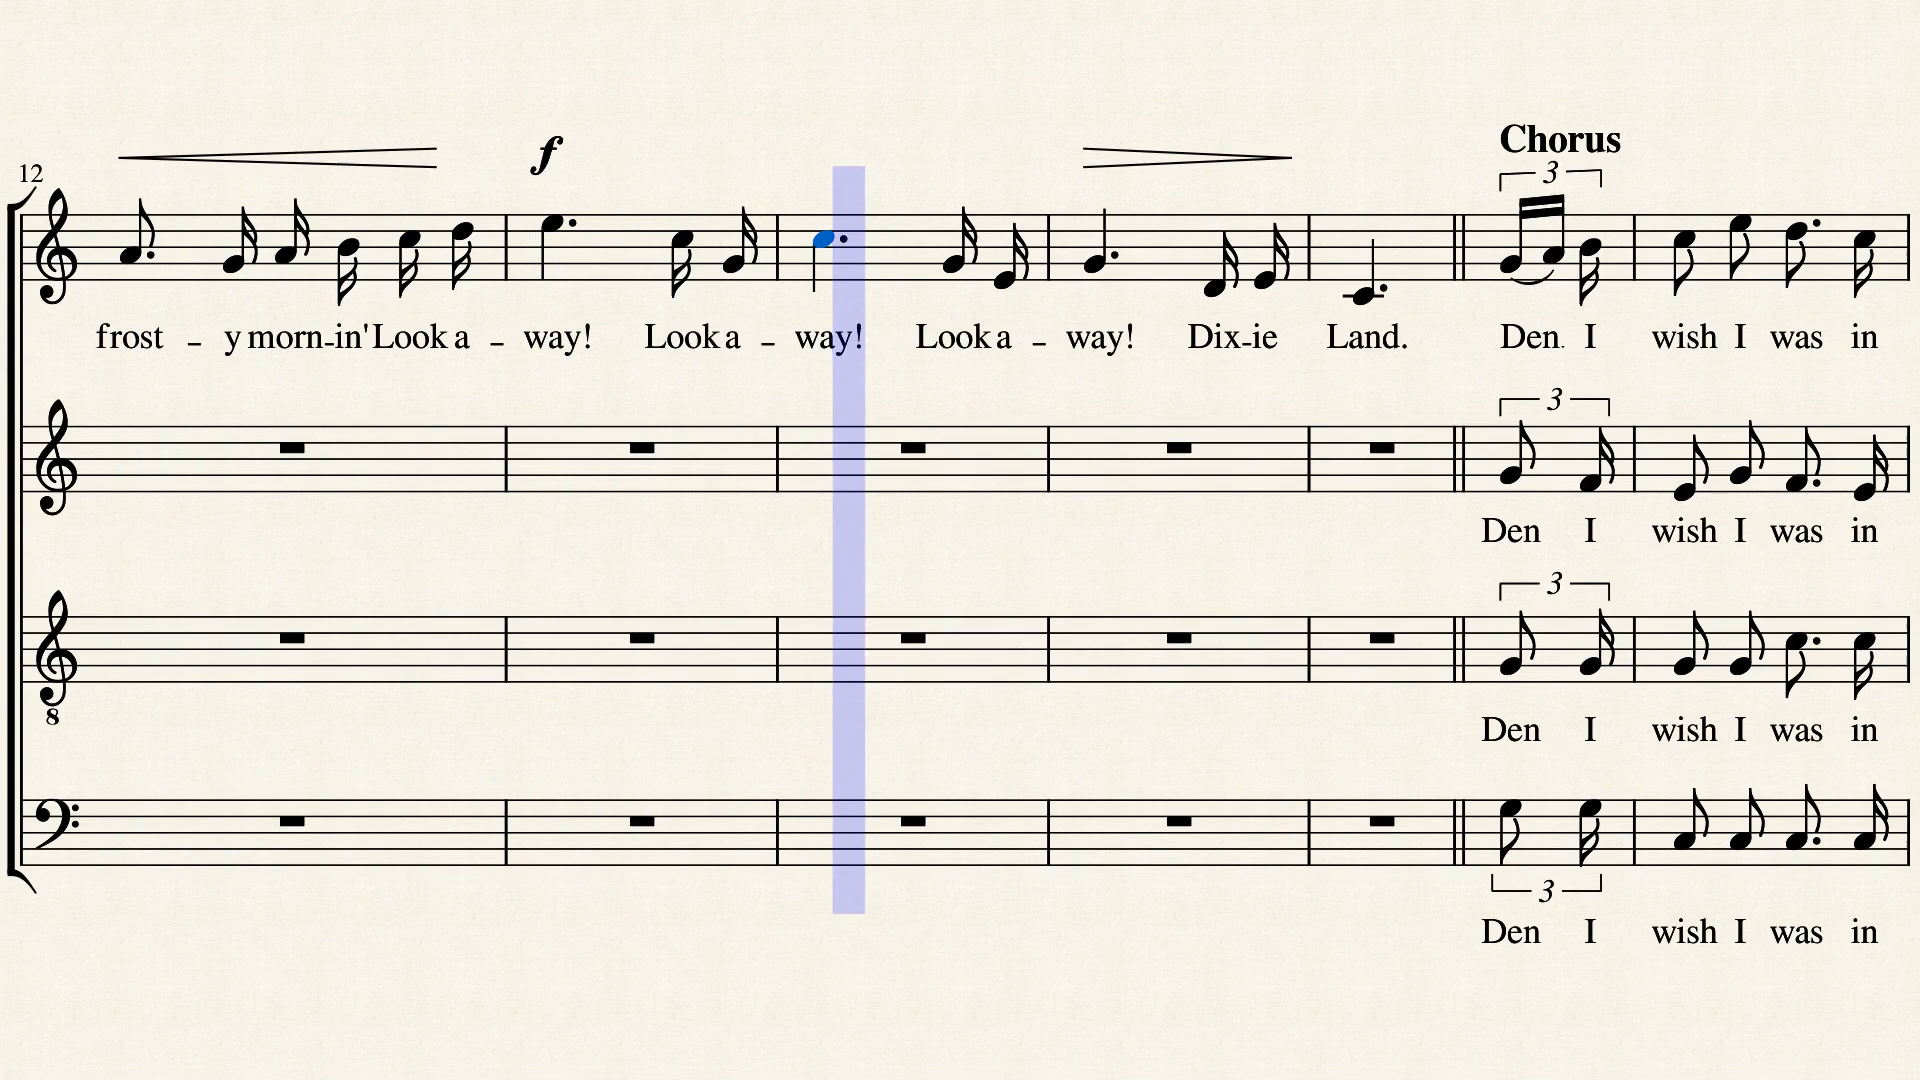 Chorus
3
12
f
frost - y morn-in' Look a - way! Look a - way! Look a - way! Dix-ie Land. Den I wish I was in
3
Den I wish I was in
3
8
Den I wish I was in
3
Den I wish I was in